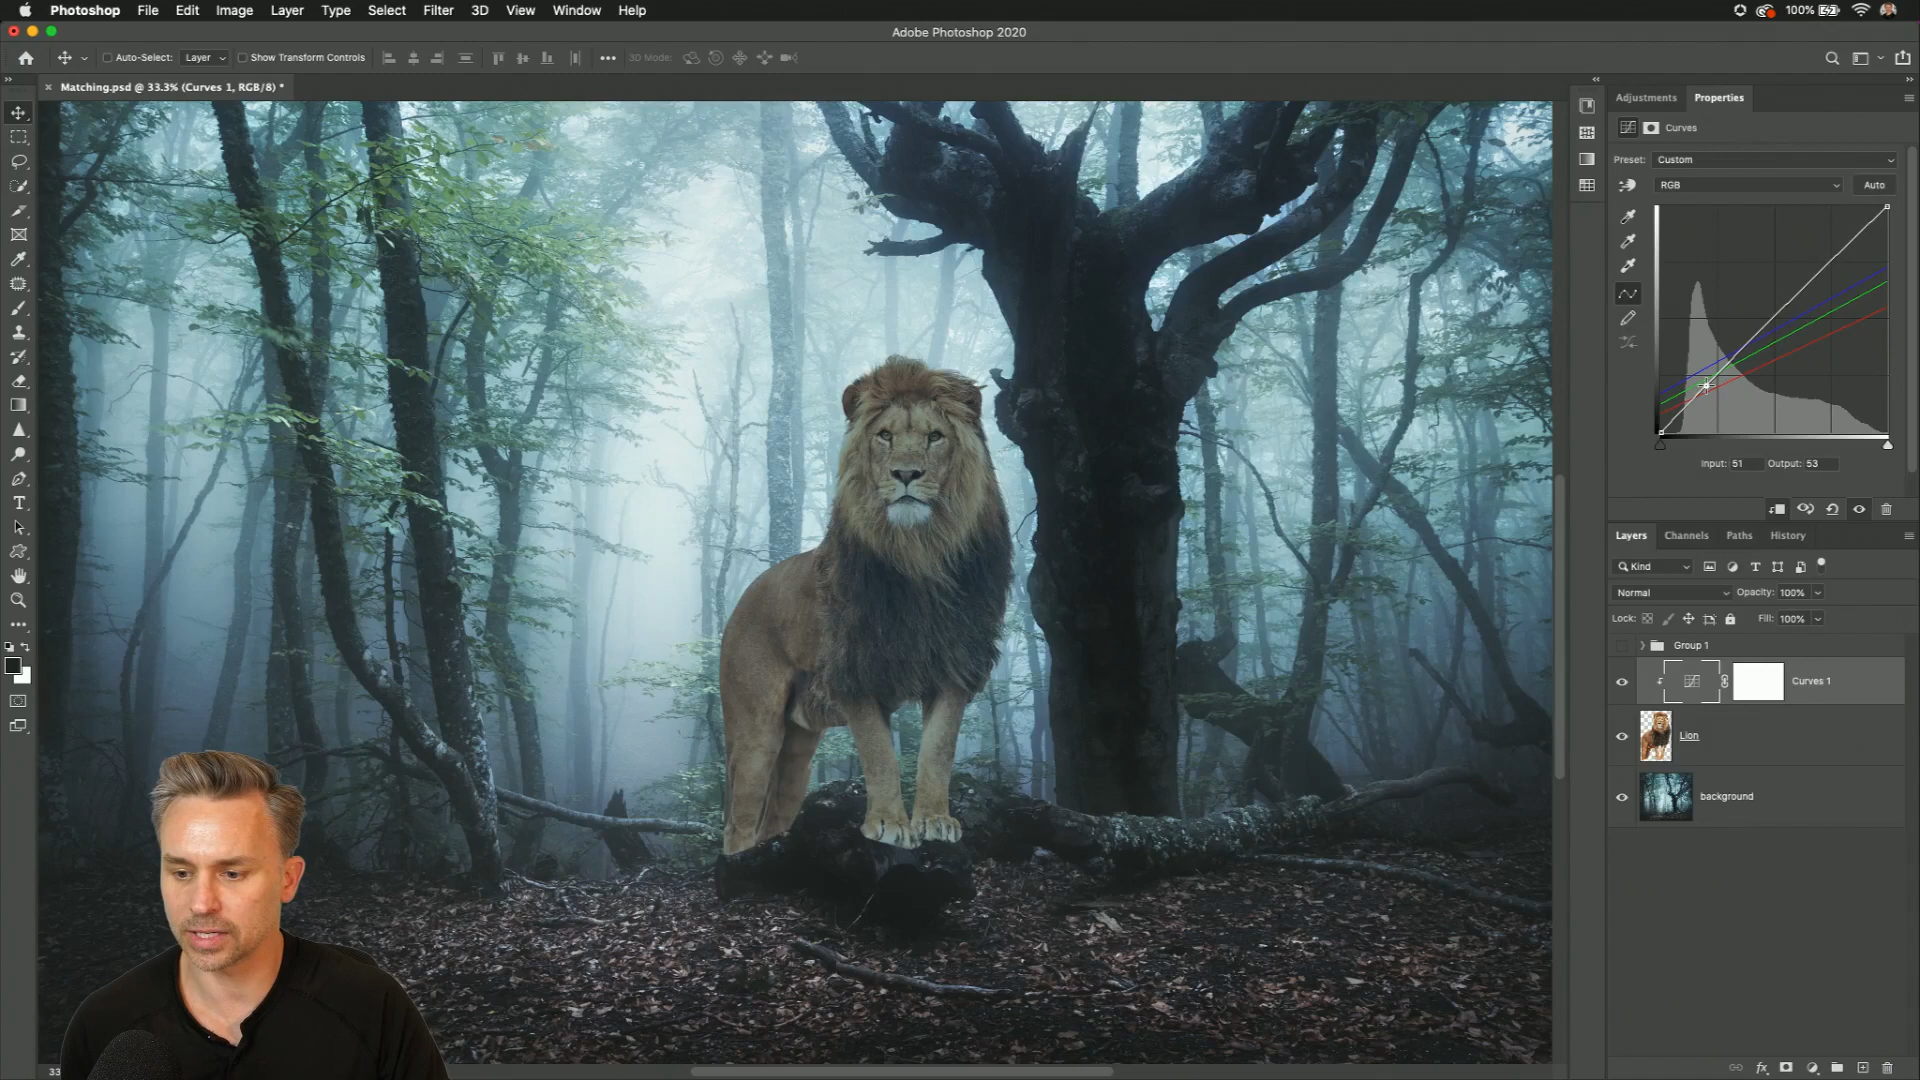 Photoshop File Edit Image Layer Type Select Filter 3D View Window Help
100%
Adobe Photoshop 2020
Auto-Select: Layer Show Transform Controls 3D Mode:
Matching.psd @ 33.3% (Curves 1, RGB/8) *
Adjustments Properties
Curves
Preset: Custom
RGB Auto
Input: 51 Output: 53
Layers Channels Paths History
Kind
Normal Opacity: 100%
Lock: Fill: 100%
Group 1
Curves 1
Lion
background
33
fx